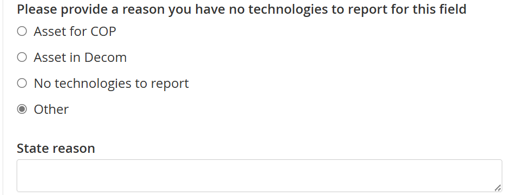 Please provide a reason you have no technologies to report for this field
Asset for COP
Asset in Decom
No technologies to report
Other
State reason